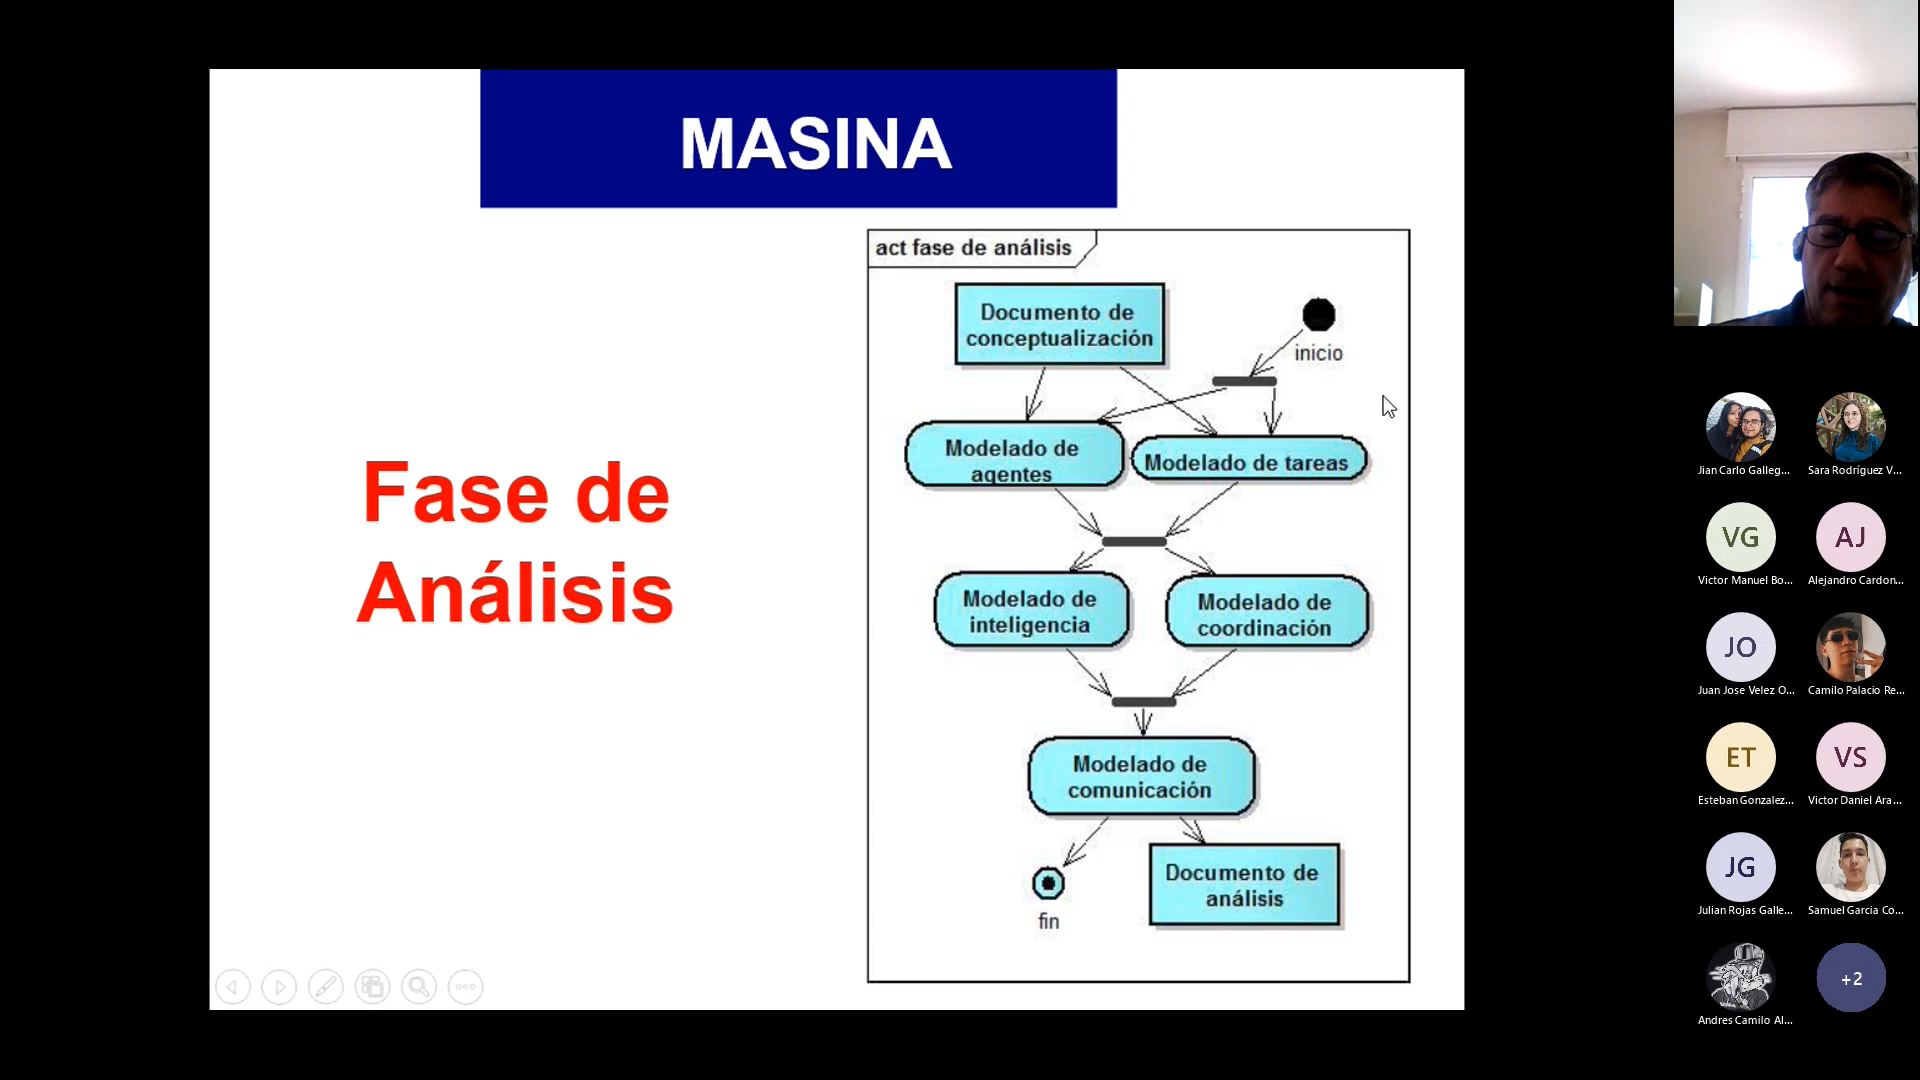 MASINA
Fase de
Análisis
act fase de análisis
Documento de
conceptualización
inicio
Modelado de
agentes
Modelado de tareas
Modelado de
inteligencia
Modelado de
coordinación
Modelado de
comunicación
fin
Documento de
análisis
Jian Carlo Galleg...
Sara Rodríguez V...
VG
AJ
Victor Manuel Bo...
Alejandro Cardon...
JO
Juan Jose Velez O...
Camilo Palacio Re...
ET
VS
Esteban Gonzalez...
Victor Daniel Ara...
JG
Julian Rojas Galle...
Samuel Garcia Co...
+2
Andres Camilo Al...